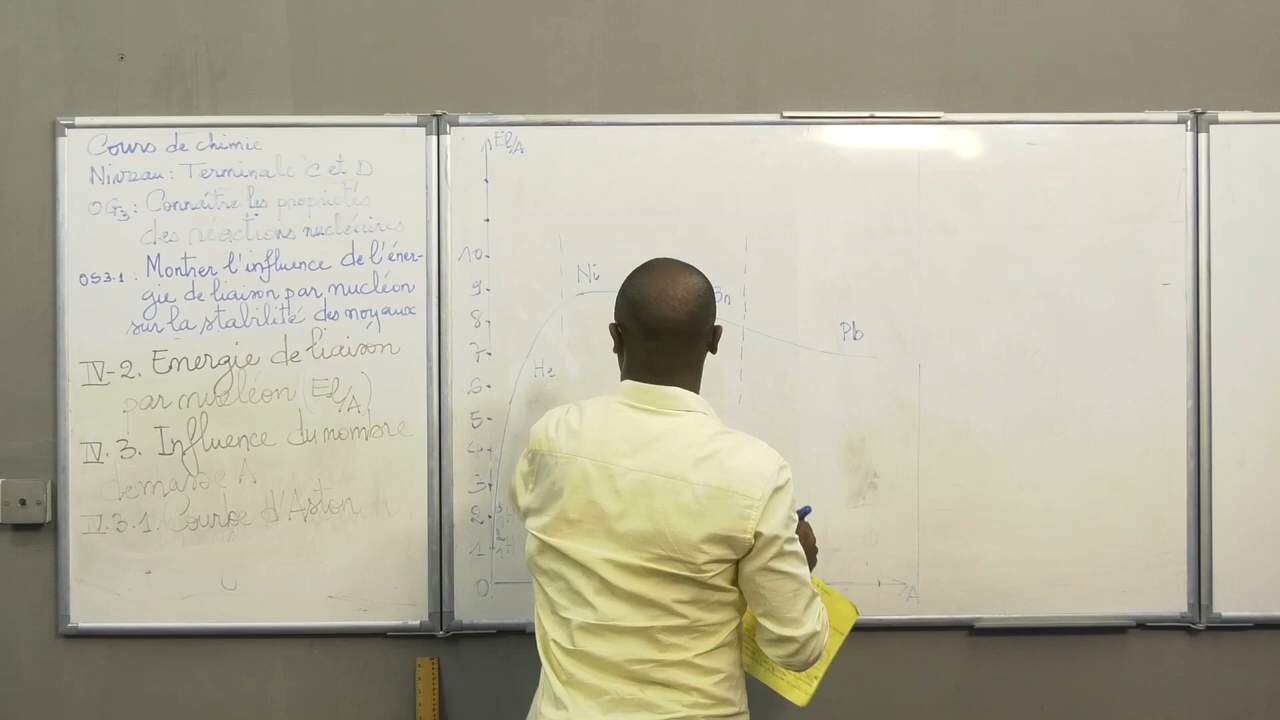 Cours de chimie
Niveau : Terminale C et D
OG3 : Connaître les propriétés
des réactions nucléaires
OS3.1 : Montrer l'influence de l'éner-
gie de liaison par nucléon
sur la stabilité des noyaux
IV-2. Energie de liaison
par nucléon (El/A)
IV.3. Influence du nombre
de masse A
IV.3.1. Courbe d'Aston
El/A
10
9
8
7
6
5
4
3
2
1
0
Ni
He
Pb
A